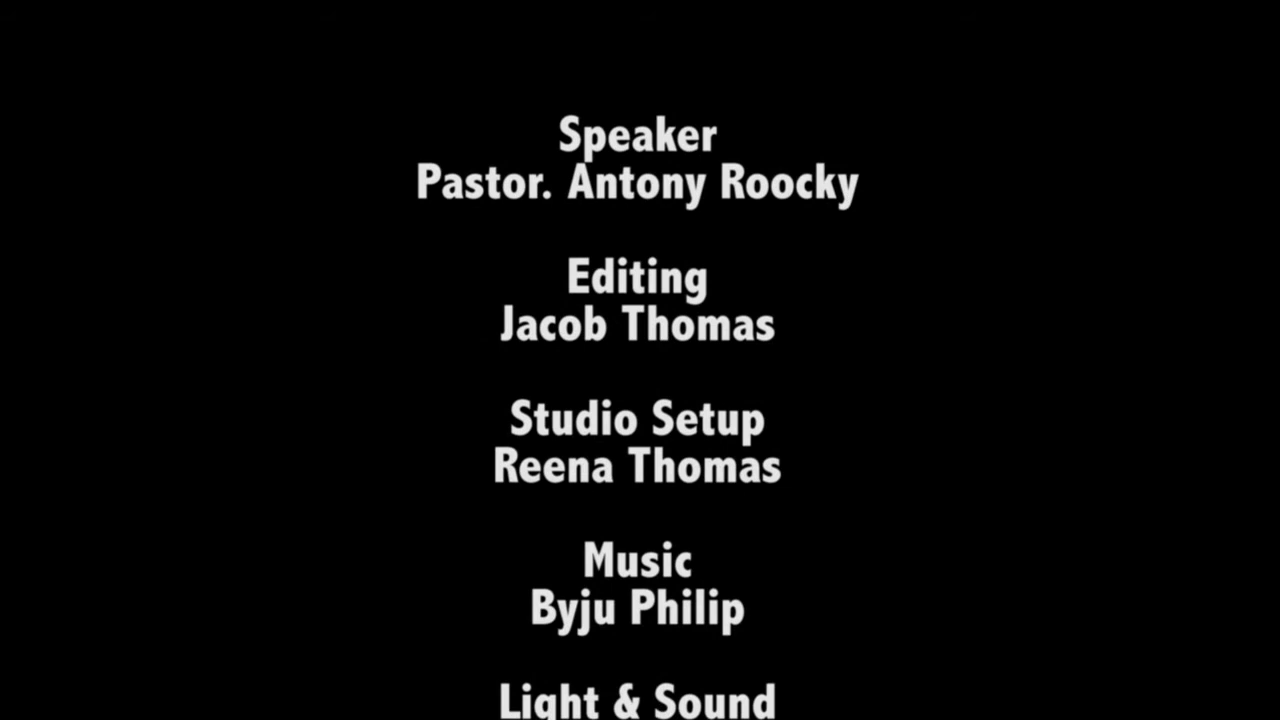 Speaker
Pastor. Antony Roocky
Editing
Jacob Thomas
Studio Setup
Reena Thomas
Music
Byju Philip
Light & Sound